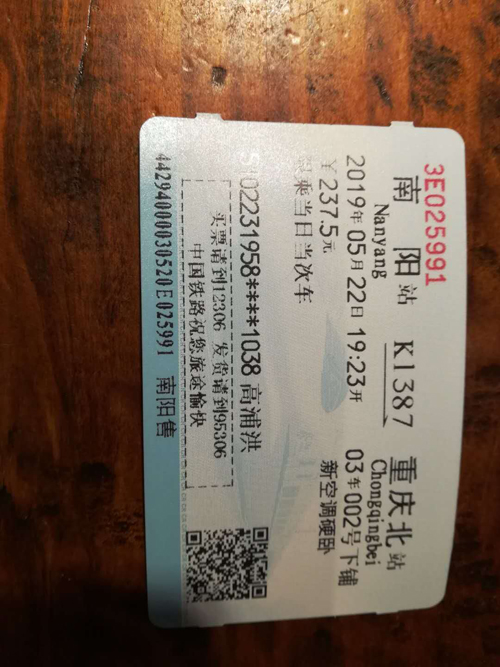 3E025991
南阳站 K1387 重庆北站
Nanyang Chongqingbei
2019年05月22日19:23开 03车002号下铺
￥237.5元 新空调硬卧
限乘当日当次车
5102231958****1038 高浦洪
买票请到12306 发货请到95306
中国铁路祝您旅途愉快
44294000030520E025991 南阳售